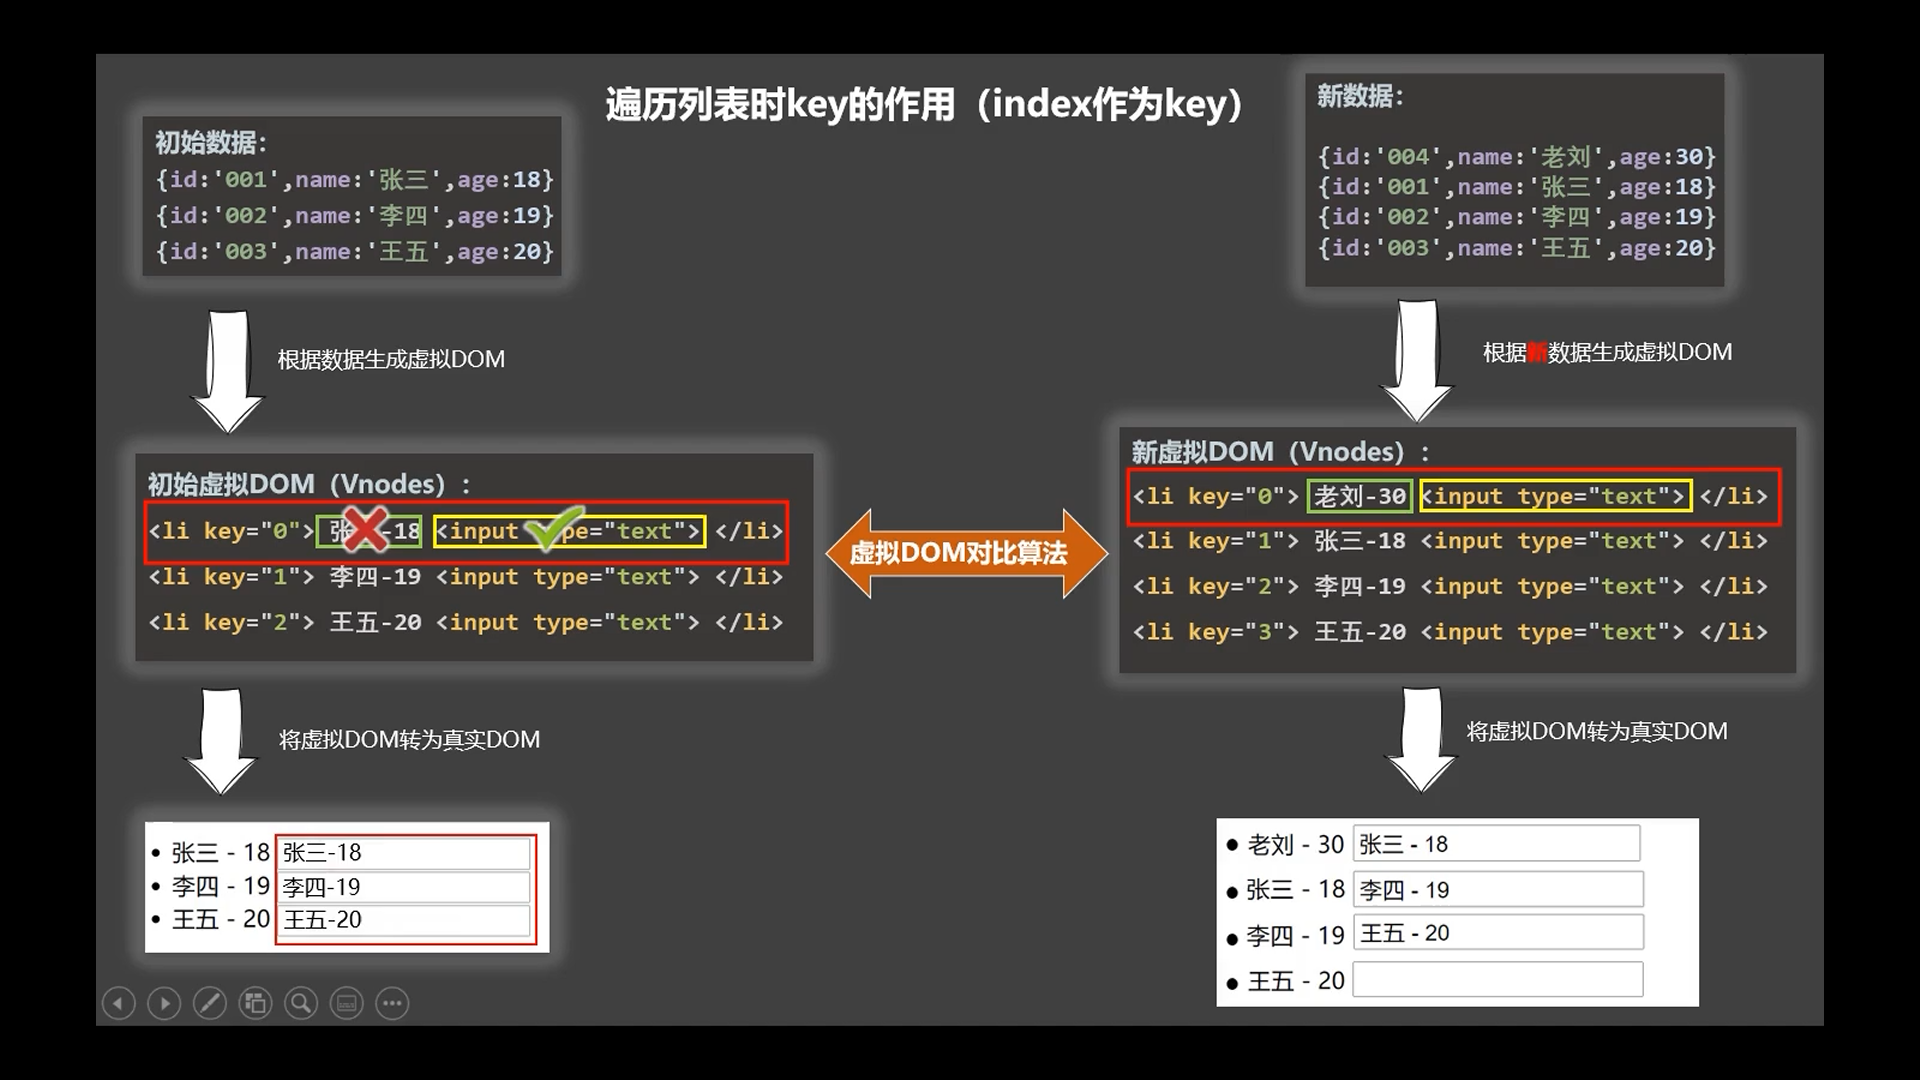 遍历列表时key的作用（index作为key）
初始数据：
{id:'001',name:'张三',age:18}
{id:'002',name:'李四',age:19}
{id:'003',name:'王五',age:20}
根据数据生成虚拟DOM
初始虚拟DOM（Vnodes）：
<li key="0"> 张三-18 <input type="text"> </li>
<li key="1"> 李四-19 <input type="text"> </li>
<li key="2"> 王五-20 <input type="text"> </li>
将虚拟DOM转为真实DOM
张三 - 18 张三-18
李四 - 19 李四-19
王五 - 20 王五-20
虚拟DOM对比算法
新数据：
{id:'004',name:'老刘',age:30}
{id:'001',name:'张三',age:18}
{id:'002',name:'李四',age:19}
{id:'003',name:'王五',age:20}
根据新数据生成虚拟DOM
新虚拟DOM（Vnodes）：
<li key="0"> 老刘-30 <input type="text"> </li>
<li key="1"> 张三-18 <input type="text"> </li>
<li key="2"> 李四-19 <input type="text"> </li>
<li key="3"> 王五-20 <input type="text"> </li>
将虚拟DOM转为真实DOM
老刘 - 30 张三 - 18
张三 - 18 李四 - 19
李四 - 19 王五 - 20
王五 - 20